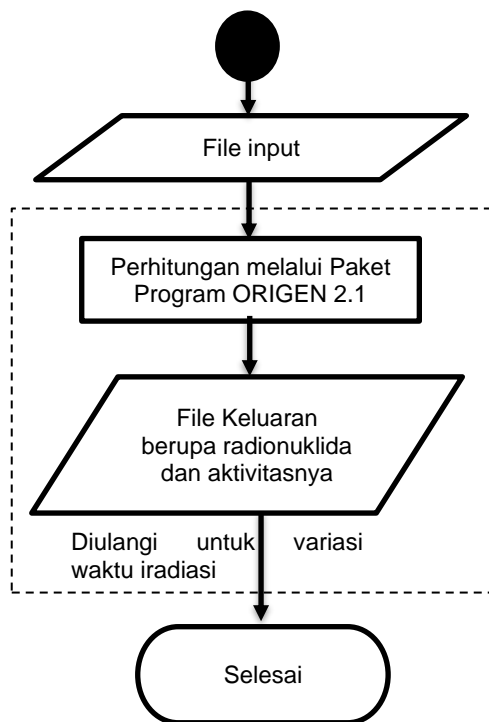 File input
Perhitungan melalui Paket
Program ORIGEN 2.1
File Keluaran
berupa radionuklida
dan aktivitasnya
Diulangi untuk variasi
waktu iradiasi
Selesai